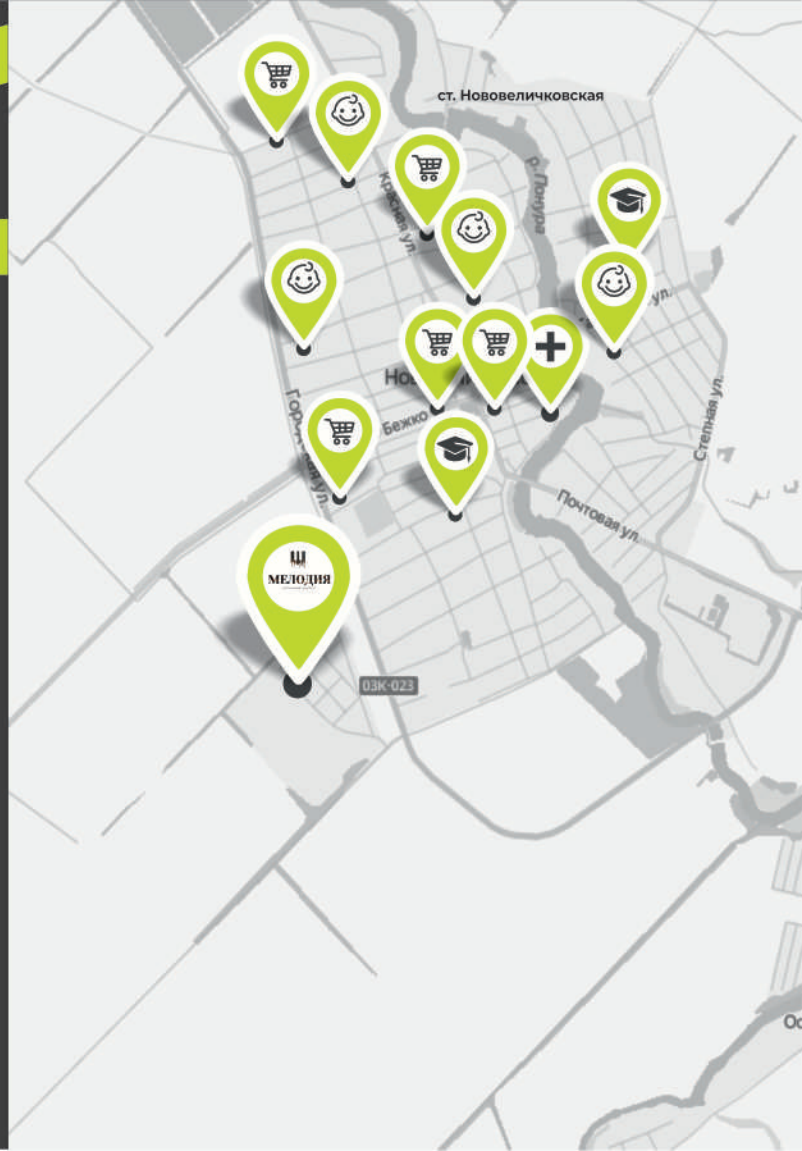 ст. Нововеличковская
р. Понура
Красная ул.
ул.
Бежко
Степная ул.
Почтовая ул.
МЕЛОДИЯ
03К-023